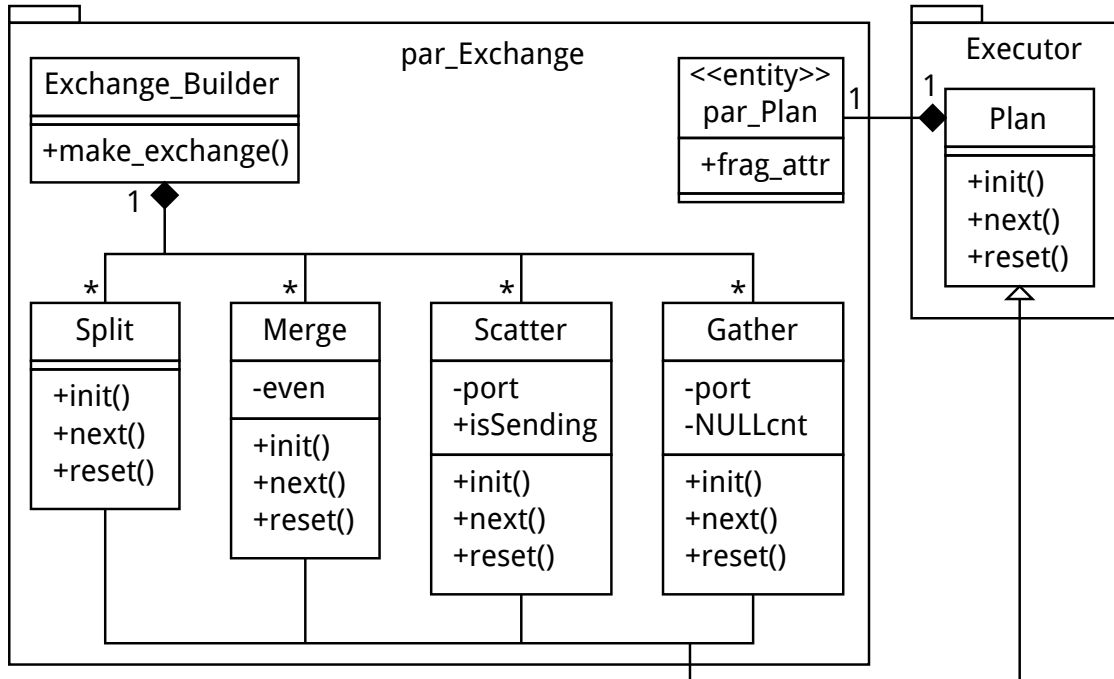 par_Exchange
Exchange_Builder
+make_exchange()
1
<<entity>>
par_Plan
+frag_attr
1
1
Executor
Plan
+init()
+next()
+reset()
*
Split
+init()
+next()
+reset()
*
Merge
-even
+init()
+next()
+reset()
*
Scatter
-port
+isSending
+init()
+next()
+reset()
*
Gather
-port
-NULLcnt
+init()
+next()
+reset()